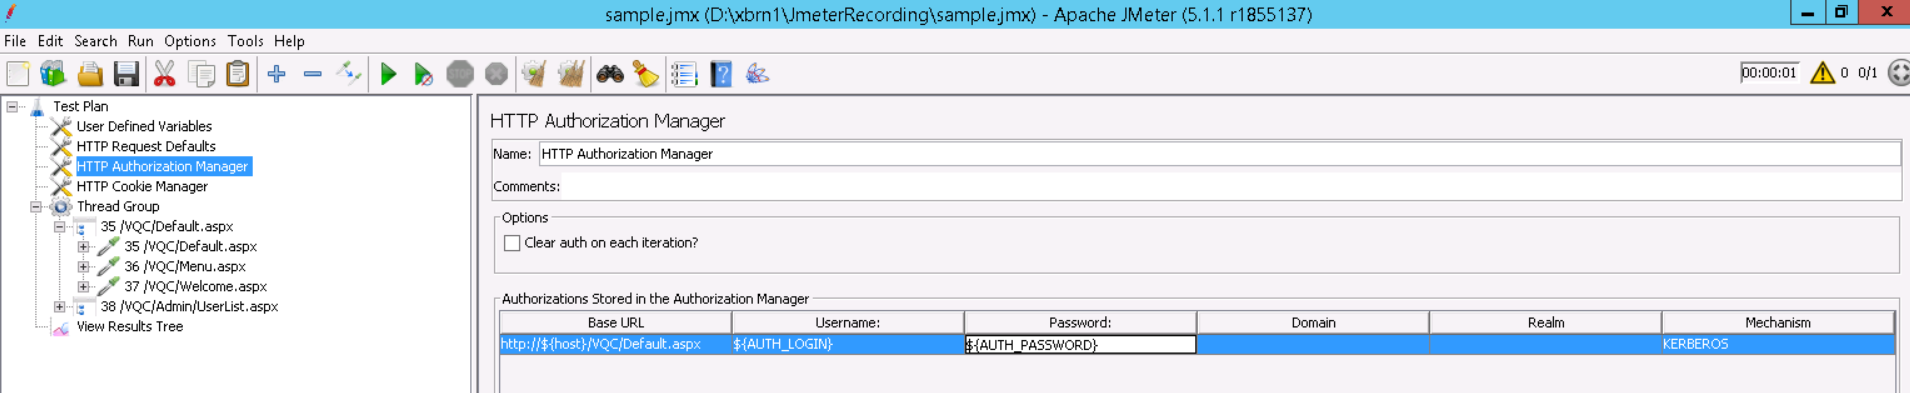 sample.jmx (D:\xbrn1\JmeterRecording\sample.jmx) - Apache JMeter (5.1.1 r1855137)
File Edit Search Run Options Tools Help
STOP
00:00:01 0 0/1
Test Plan
User Defined Variables
HTTP Request Defaults
HTTP Authorization Manager
HTTP Cookie Manager
Thread Group
35 /VQC/Default.aspx
35 /VQC/Default.aspx
36 /VQC/Menu.aspx
37 /VQC/Welcome.aspx
38 /VQC/Admin/UserList.aspx
View Results Tree
HTTP Authorization Manager
Name: HTTP Authorization Manager
Comments:
Options
Clear auth on each iteration?
Authorizations Stored in the Authorization Manager
Base URL Username: Password: Domain Realm Mechanism
http://${host}/VQC/Default.aspx ${AUTH_LOGIN} ${AUTH_PASSWORD} KERBEROS